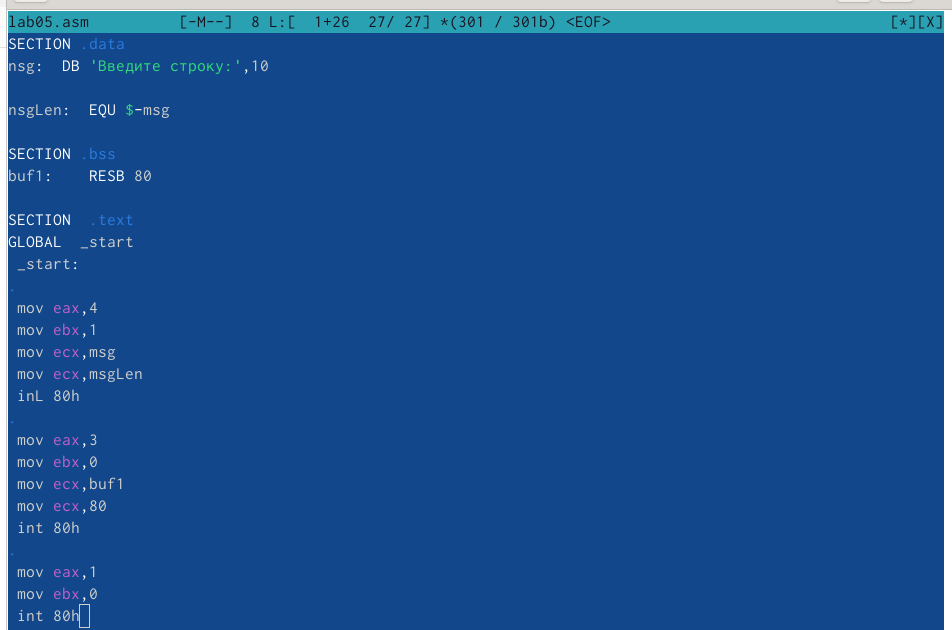 lab05.asm [-M--] 8 L:[ 1+26 27/ 27] *(301 / 301b) <EOF> [*][X]
SECTION .data
nsg: DB 'Введите строку:',10
nsgLen: EQU $-msg
SECTION .bss
buf1: RESB 80
SECTION .text
GLOBAL _start
_start:
.
mov eax,4
mov ebx,1
mov ecx,msg
mov ecx,msgLen
inL 80h
.
mov eax,3
mov ebx,0
mov ecx,buf1
mov ecx,80
int 80h
.
mov eax,1
mov ebx,0
int 80h